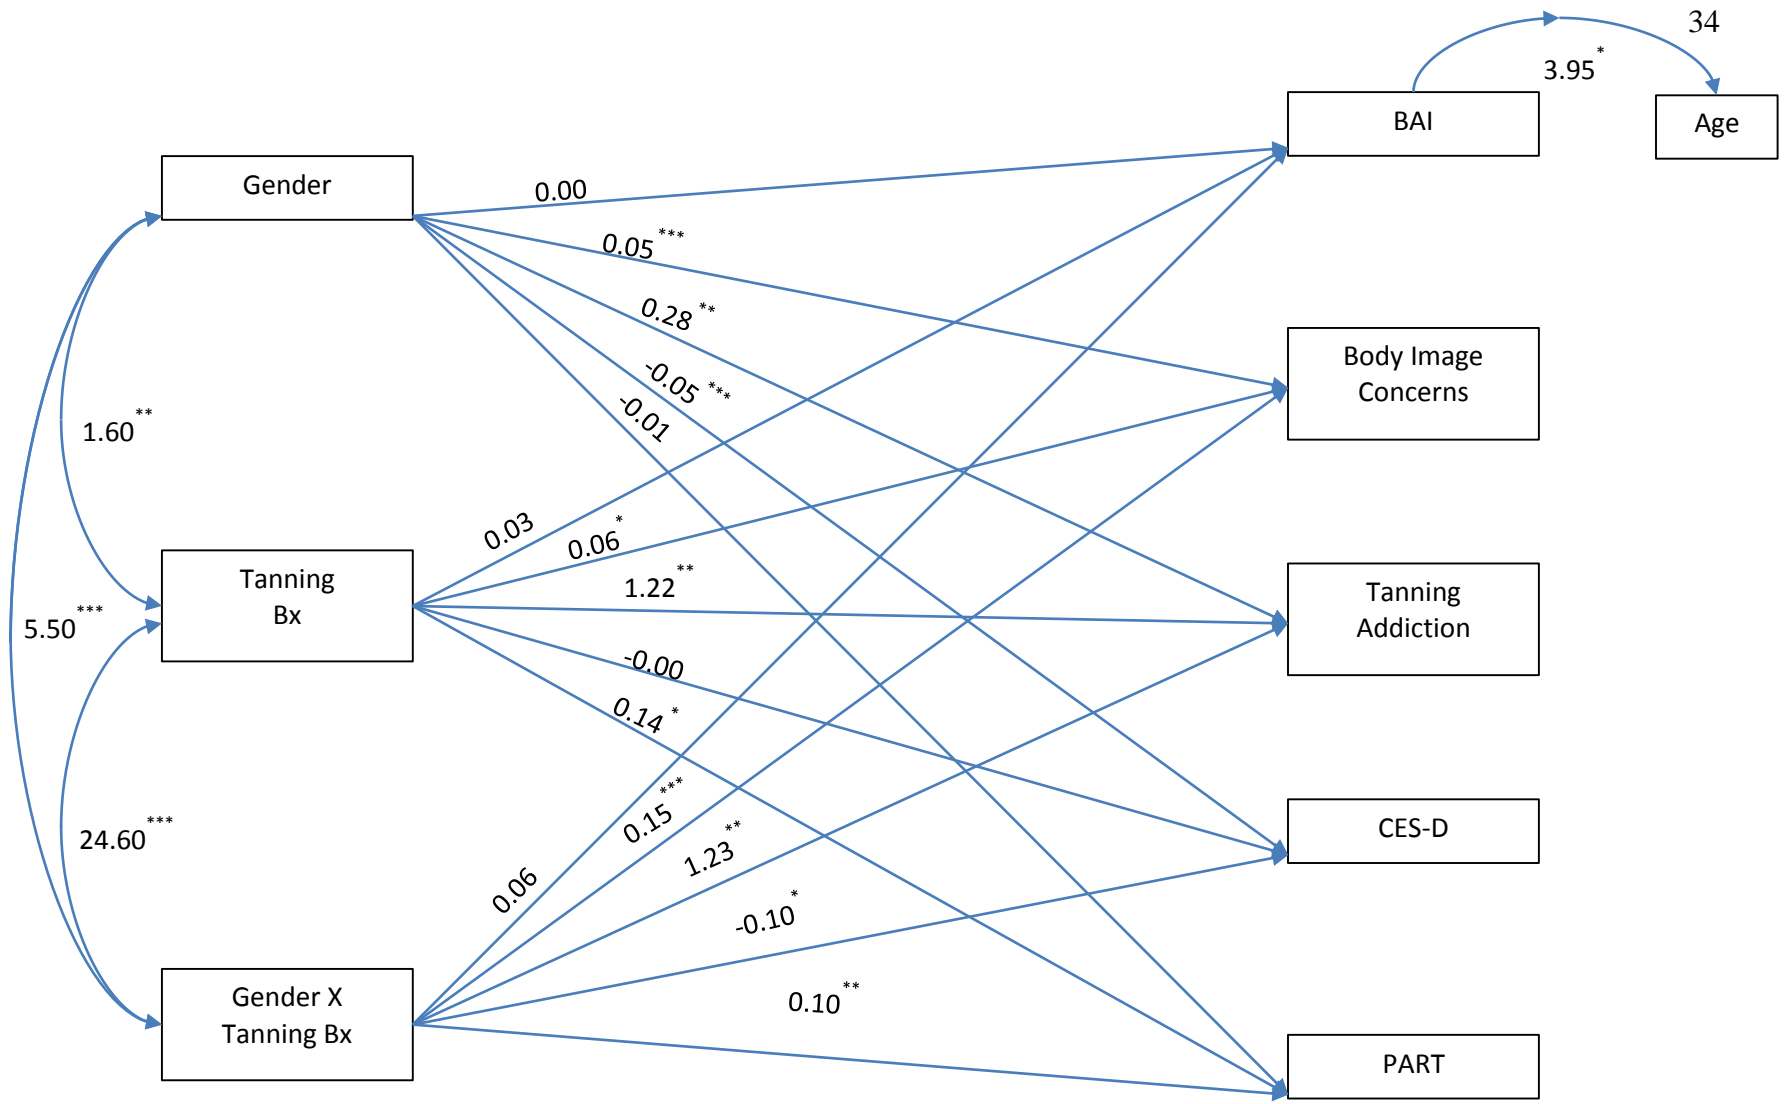 34
3.95*
BAI
Age
Gender
0.00
0.05***
0.28**
-0.05***
-0.01
Body Image
Concerns
1.60**
0.03
0.06*
1.22**
Tanning
Bx
Tanning
Addiction
5.50***
-0.00
0.14*
24.60***
0.06
0.15***
1.23**
-0.10*
0.10**
CES-D
Gender X
Tanning Bx
PART